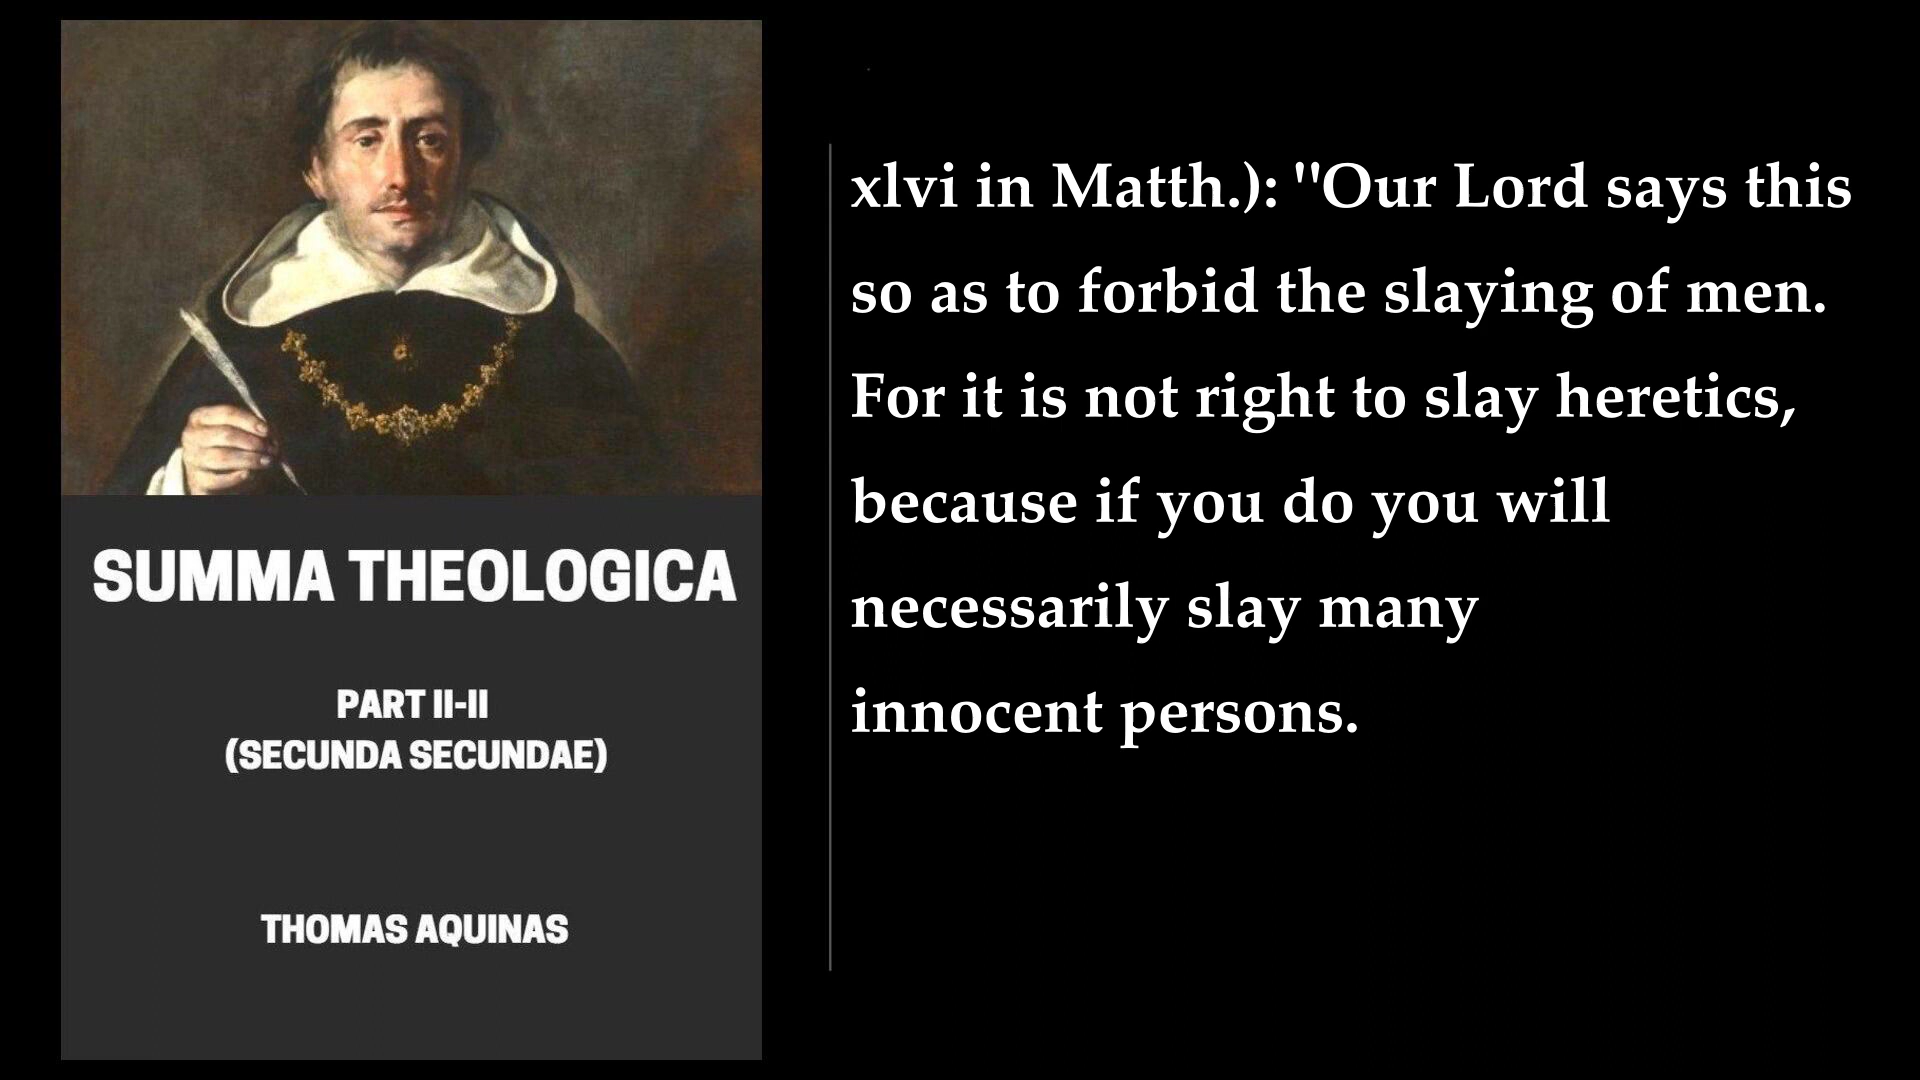 SUMMA THEOLOGICA
PART II-II
(SECUNDA SECUNDAE)
THOMAS AQUINAS
xlvi in Matth.): "Our Lord says this
so as to forbid the slaying of men.
For it is not right to slay heretics,
because if you do you will
necessarily slay many
innocent persons.